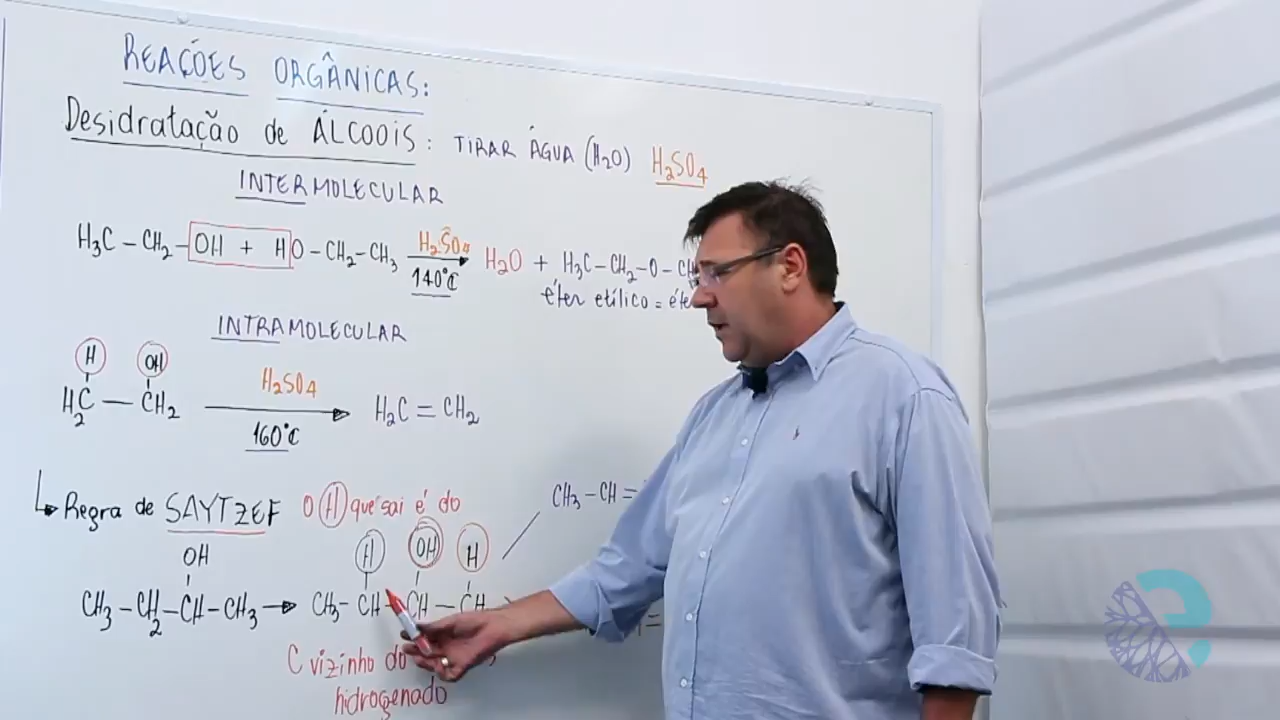 REAÇÕES ORGÂNICAS:
Desidratação de ÁLCOOIS: TIRAR ÁGUA (H2O) H2SO4
INTERMOLECULAR
H3C – CH2 – OH + HO – CH2 – CH3 H2SO4 140°C H2O + H3C – CH2 – O –
éter etílico =
INTRAMOLECULAR
H OH
H2C — CH2 H2SO4 160°C H2C = CH2
Regra de SAYTZEF O H que sai é do
CH3 – CH =
OH H OH H
CH3 – CH2 – CH – CH3 CH3 – CH – CH — CH
C vizinho do
hidrogenado